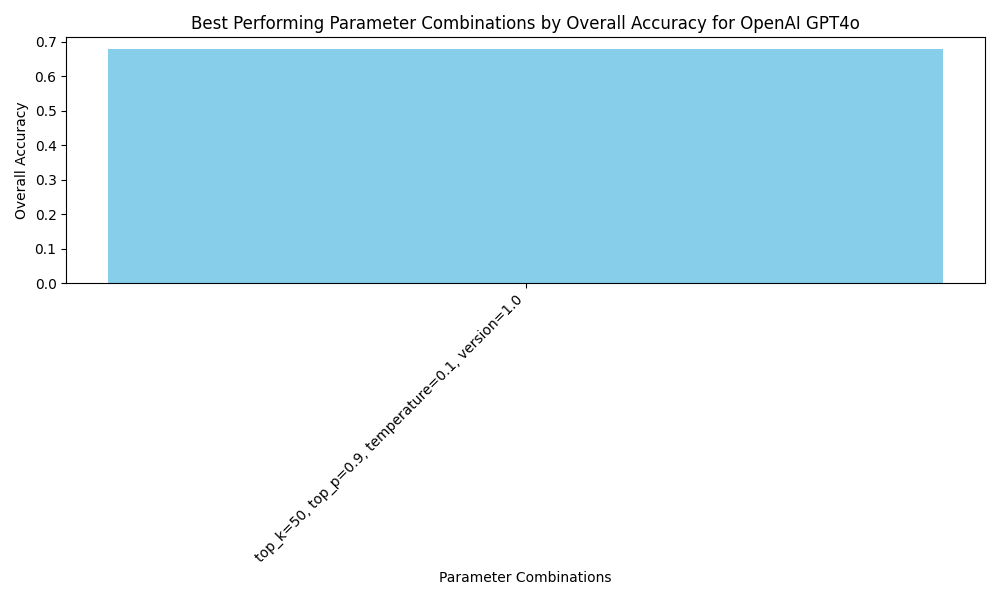 Best Performing Parameter Combinations by Overall Accuracy for OpenAI GPT4o
Overall Accuracy
0.7
0.6
0.5
0.4
0.3
0.2
0.1
0.0
top_k=50, top_p=0.9, temperature=0.1, version=1.0
Parameter Combinations